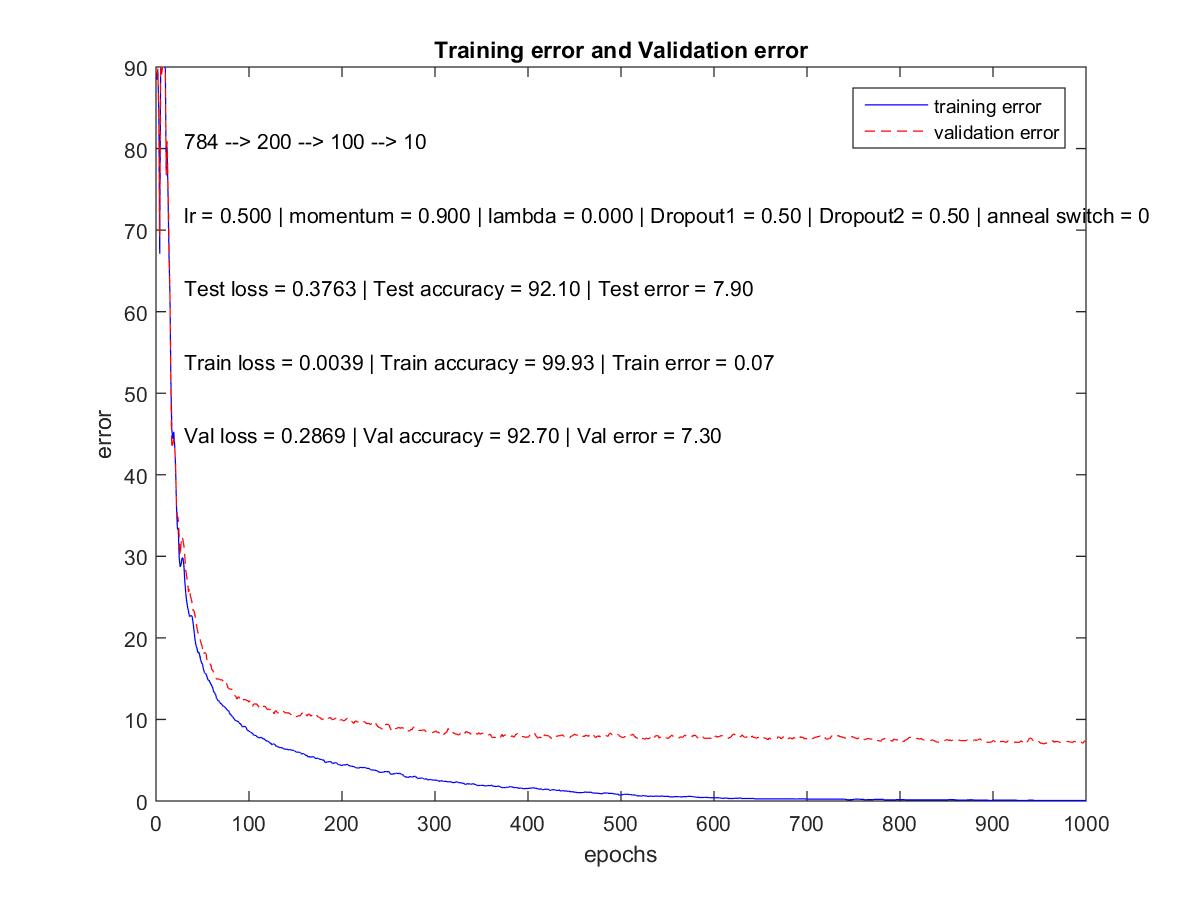 Training error and Validation error
training error
validation error
784 --> 200 --> 100 --> 10
lr = 0.500 | momentum = 0.900 | lambda = 0.000 | Dropout1 = 0.50 | Dropout2 = 0.50 | anneal switch = 0
Test loss = 0.3763 | Test accuracy = 92.10 | Test error = 7.90
Train loss = 0.0039 | Train accuracy = 99.93 | Train error = 0.07
Val loss = 0.2869 | Val accuracy = 92.70 | Val error = 7.30
error
90
80
70
60
50
40
30
20
10
0
0 100 200 300 400 500 600 700 800 900 1000
epochs